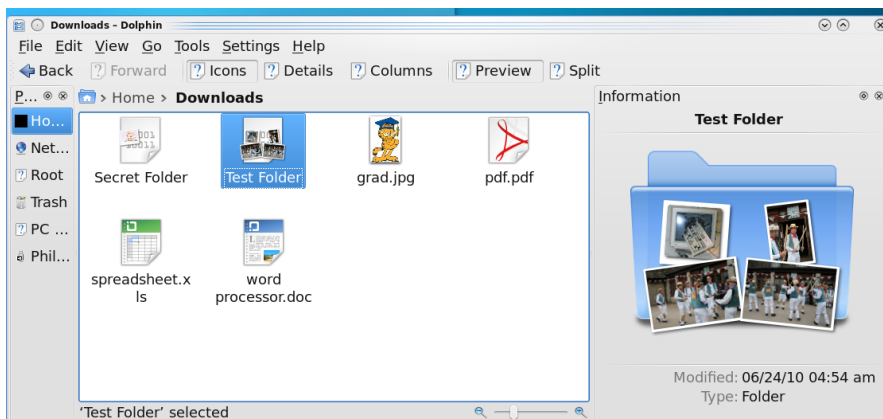 Downloads - Dolphin
File Edit View Go Tools Settings Help
Back Forward Icons Details Columns Preview Split
P... > Home > Downloads
Information
Test Folder
Ho...
Net...
Root
Trash
PC ...
Phil...
Secret Folder Test Folder grad.jpg pdf.pdf
spreadsheet.x
ls
word
processor.doc
Modified: 06/24/10 04:54 am
Type: Folder
'Test Folder' selected